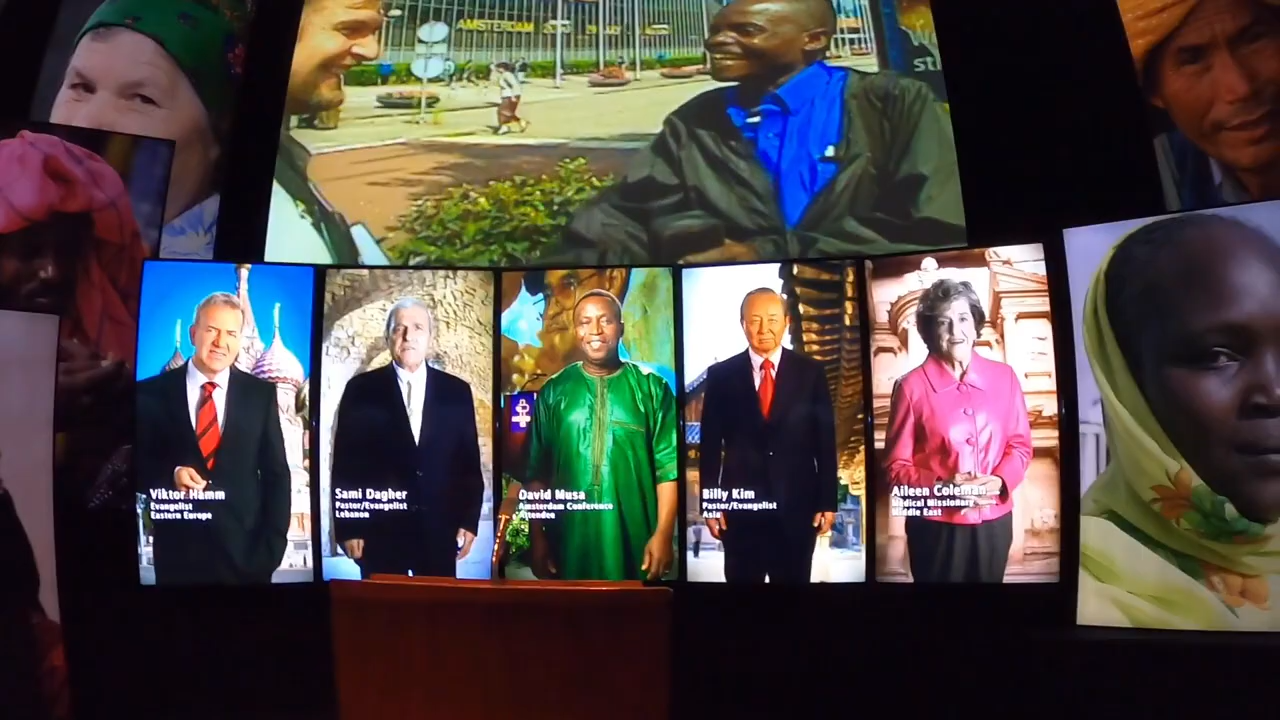 AMSTERDAM
Viktor Hamm
Evangelist
Eastern Europe
Sami Dagher
Pastor/Evangelist
Lebanon
David Musa
Amsterdam Conference
Attendee
Billy Kim
Pastor/Evangelist
Asia
Aileen Coleman
Medical Missionary
Middle East